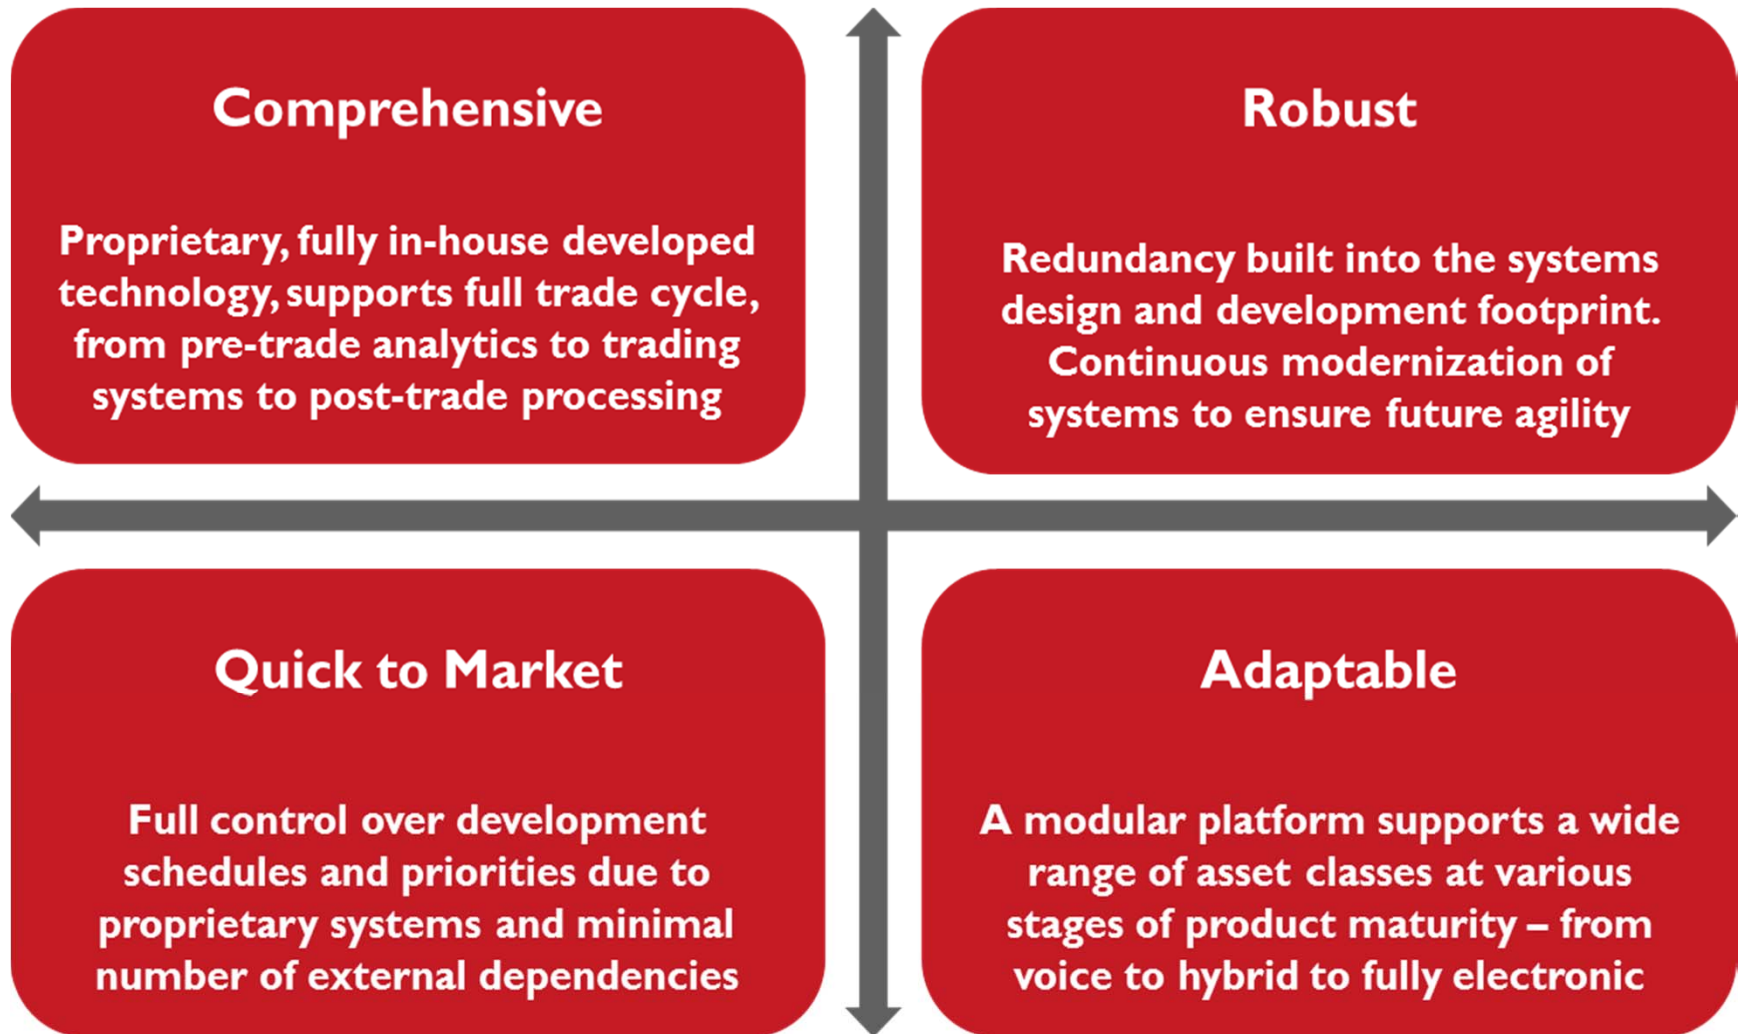 Comprehensive
Proprietary, fully in-house developed
technology, supports full trade cycle,
from pre-trade analytics to trading
systems to post-trade processing
Robust
Redundancy built into the systems
design and development footprint.
Continuous modernization of
systems to ensure future agility
Quick to Market
Full control over development
schedules and priorities due to
proprietary systems and minimal
number of external dependencies
Adaptable
A modular platform supports a wide
range of asset classes at various
stages of product maturity – from
voice to hybrid to fully electronic